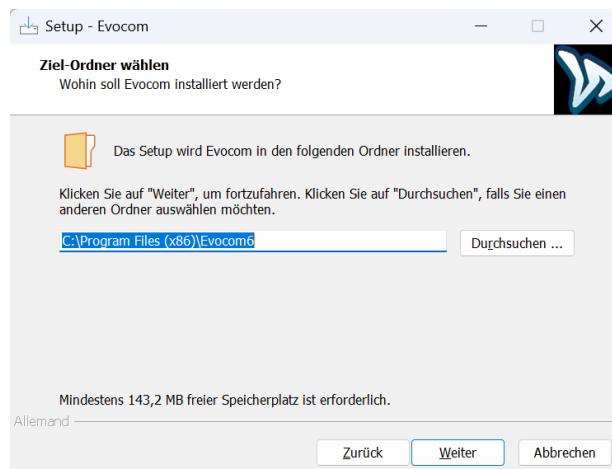 Setup - Evocom
Ziel-Ordner wählen
Wohin soll Evocom installiert werden?
Das Setup wird Evocom in den folgenden Ordner installieren.
Klicken Sie auf "Weiter", um fortzufahren. Klicken Sie auf "Durchsuchen", falls Sie einen
anderen Ordner auswählen möchten.
C:\Program Files (x86)\Evocom6
Durchsuchen ...
Mindestens 143,2 MB freier Speicherplatz ist erforderlich.
Allemand
Zurück
Weiter
Abbrechen